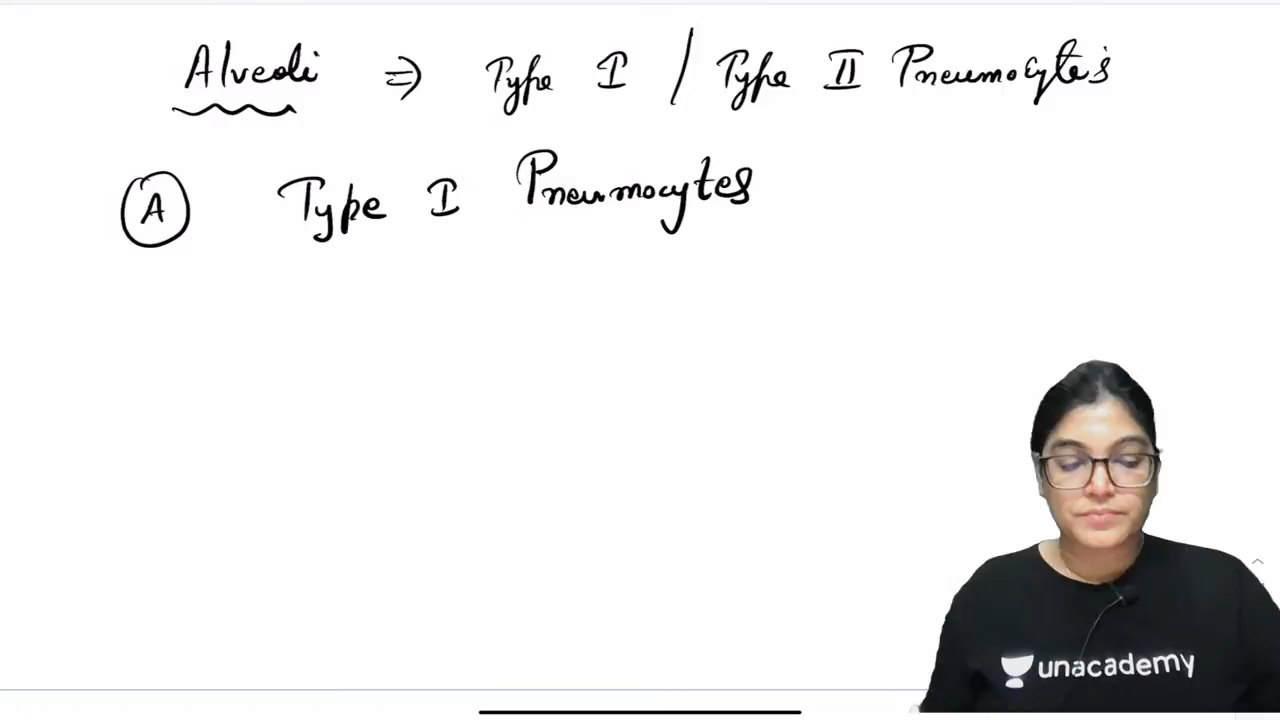 Alveoli ⇒ Type I / Type II Pneumocytes
A Type I Pneumocytes
unacademy